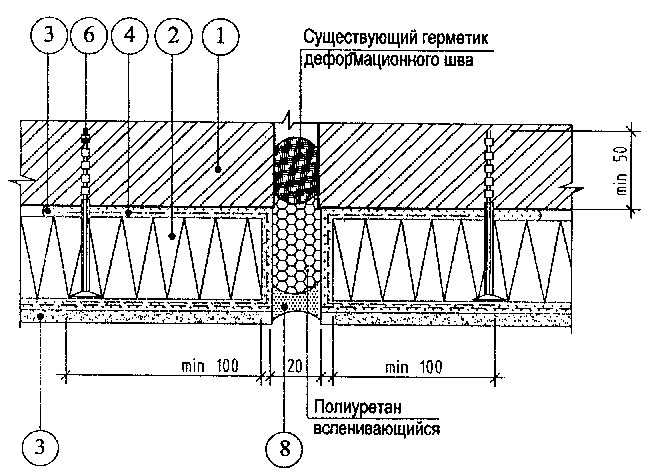 3 6 4 2 1
Существующий герметик
деформационного шва
min 50
min 100 20 min 100
Полиуретан
вспенивающийся
3 8